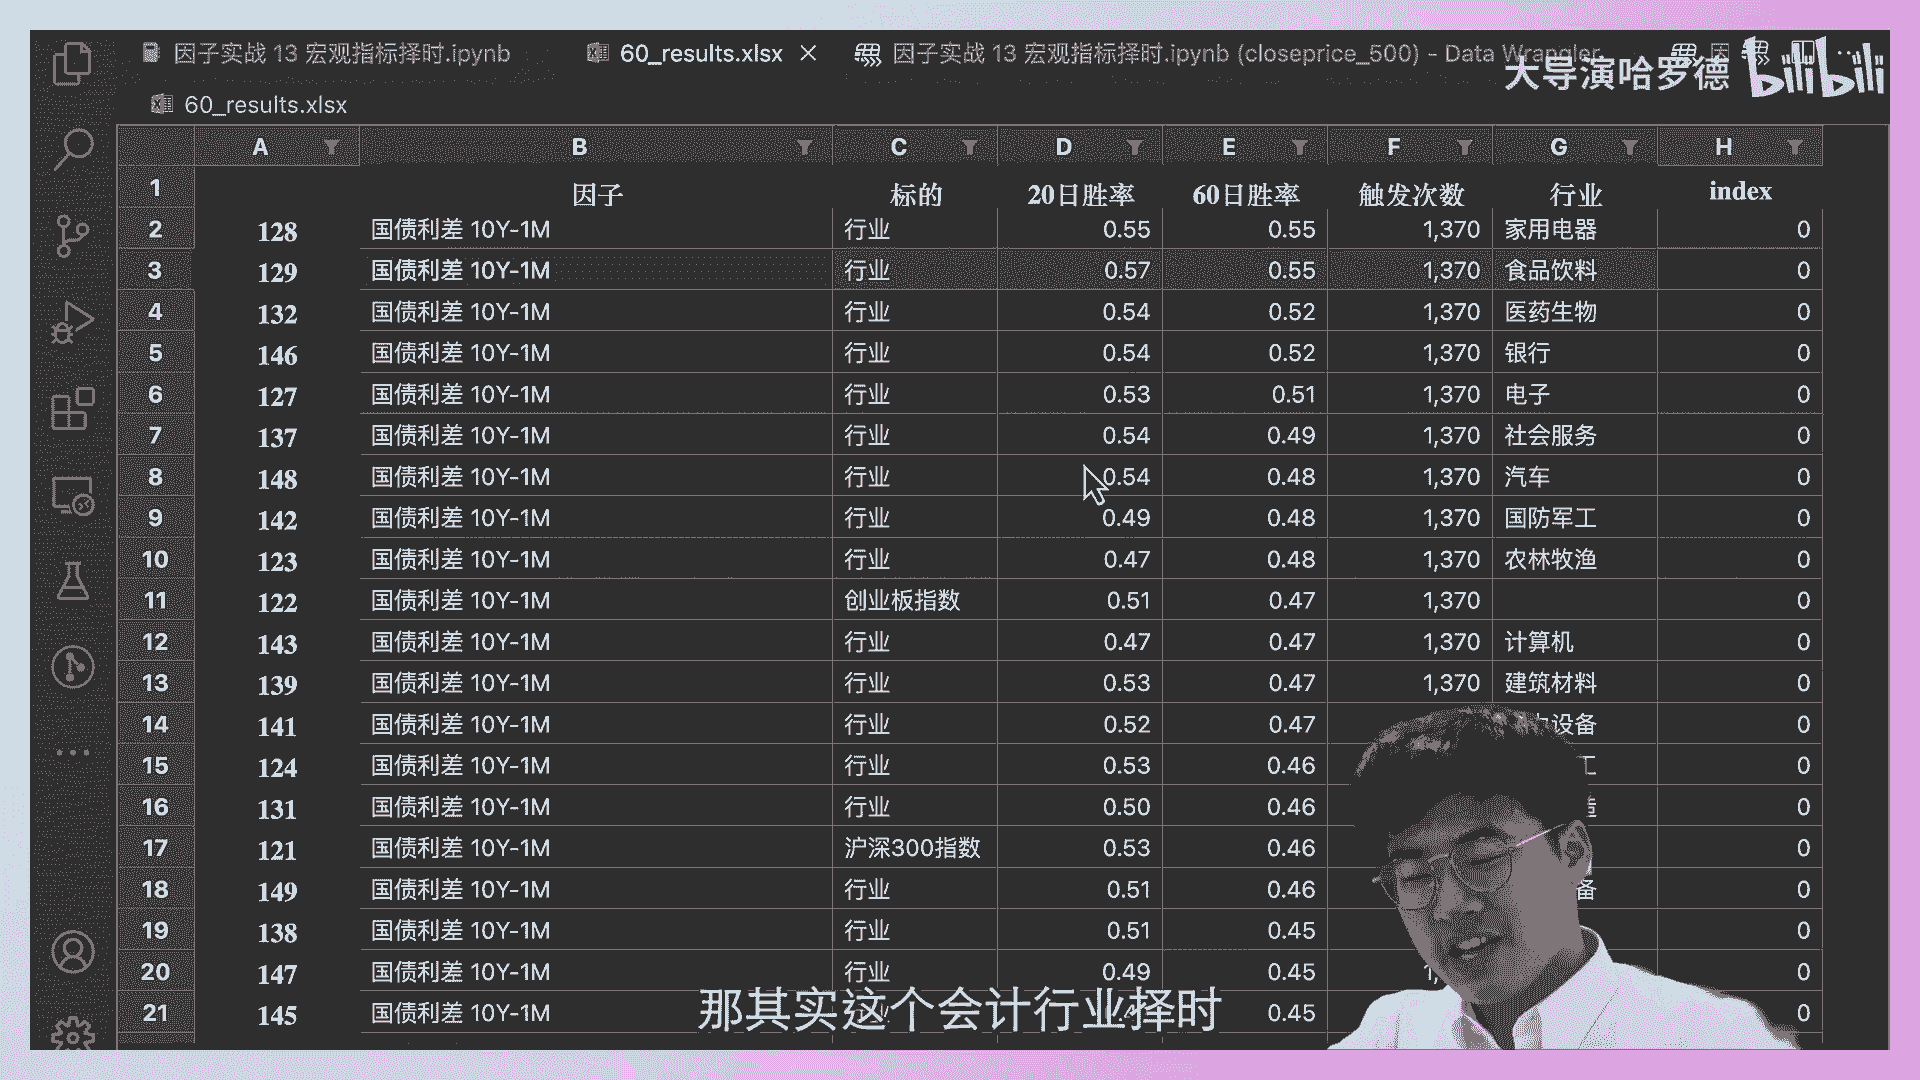 因子实战 13 宏观指标择时.ipynb 60_results.xlsx 因子实战 13 宏观指标择时.ipynb (closeprice_500) - Data Wrangler
大导演哈罗德 bilibili
60_results.xlsx
A B C D E F G H
1 因子 标的 20日胜率 60日胜率 触发次数 行业 index
2 128 国债利差 10Y-1M 行业 0.55 0.55 1,370 家用电器 0
3 129 国债利差 10Y-1M 行业 0.57 0.55 1,370 食品饮料 0
4 132 国债利差 10Y-1M 行业 0.54 0.52 1,370 医药生物 0
5 146 国债利差 10Y-1M 行业 0.54 0.52 1,370 银行 0
6 127 国债利差 10Y-1M 行业 0.53 0.51 1,370 电子 0
7 137 国债利差 10Y-1M 行业 0.54 0.49 1,370 社会服务 0
8 148 国债利差 10Y-1M 行业 0.54 0.48 1,370 汽车 0
9 142 国债利差 10Y-1M 行业 0.49 0.48 1,370 国防军工 0
10 123 国债利差 10Y-1M 行业 0.47 0.48 1,370 农林牧渔 0
11 122 国债利差 10Y-1M 创业板指数 0.51 0.47 1,370 0
12 143 国债利差 10Y-1M 行业 0.47 0.47 1,370 计算机 0
13 139 国债利差 10Y-1M 行业 0.53 0.47 1,370 建筑材料 0
14 141 国债利差 10Y-1M 行业 0.52 0.47 设备 0
15 124 国债利差 10Y-1M 行业 0.53 0.46 0
16 131 国债利差 10Y-1M 行业 0.50 0.46 0
17 121 国债利差 10Y-1M 沪深300指数 0.53 0.46 0
18 149 国债利差 10Y-1M 行业 0.51 0.46 备 0
19 138 国债利差 10Y-1M 行业 0.51 0.45 0
20 147 国债利差 10Y-1M 行业 0.49 0.45 0
21 145 国债利差 10Y-1M 0.45 0
那其实这个会计行业择时